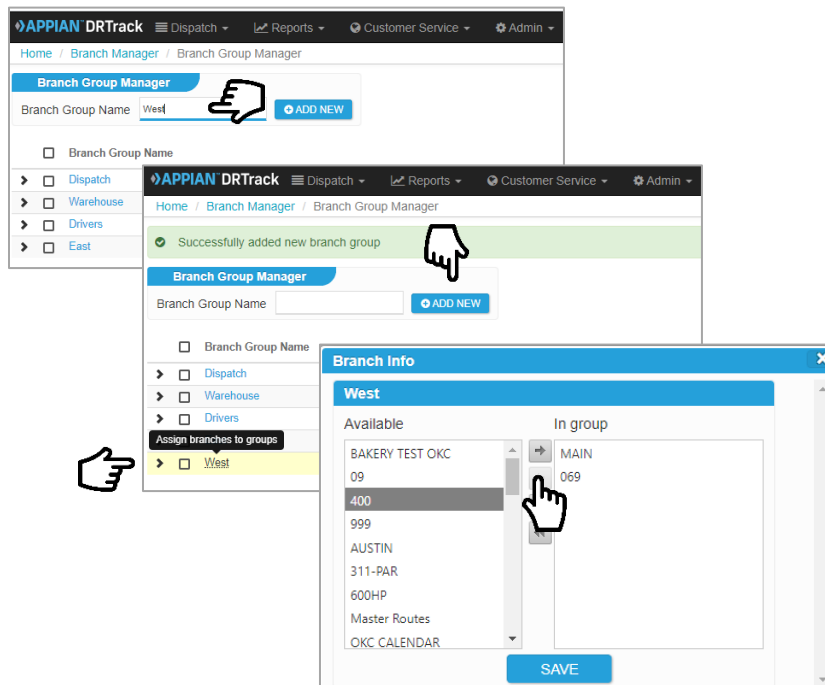 APPIAN DRTrack Dispatch Reports Customer Service Admin
Home / Branch Manager / Branch Group Manager
Branch Group Manager
Branch Group Name West ADD NEW
Branch Group Name
Dispatch
Warehouse
Drivers
East
APPIAN DRTrack Dispatch Reports Customer Service Admin
Home / Branch Manager / Branch Group Manager
Successfully added new branch group
Branch Group Manager
Branch Group Name ADD NEW
Branch Group Name
Dispatch
Warehouse
Drivers
Assign branches to groups
West
Branch Info
West
Available In group
BAKERY TEST OKC MAIN
09 069
400
999
AUSTIN
311-PAR
600HP
Master Routes
OKC CALENDAR
SAVE